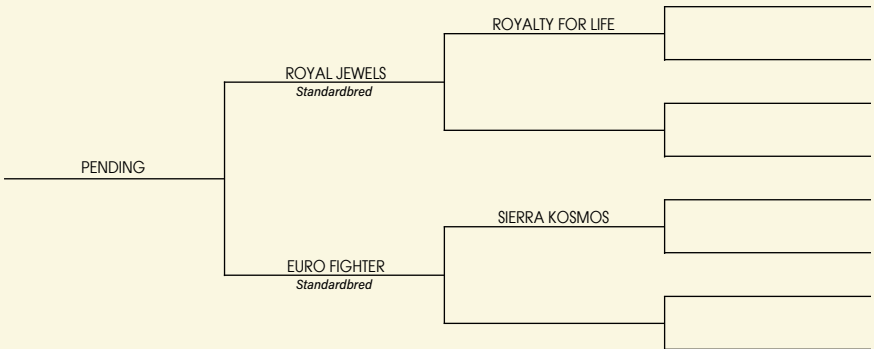 ROYALTY FOR LIFE
ROYAL JEWELS
Standardbred
PENDING
SIERRA KOSMOS
EURO FIGHTER
Standardbred